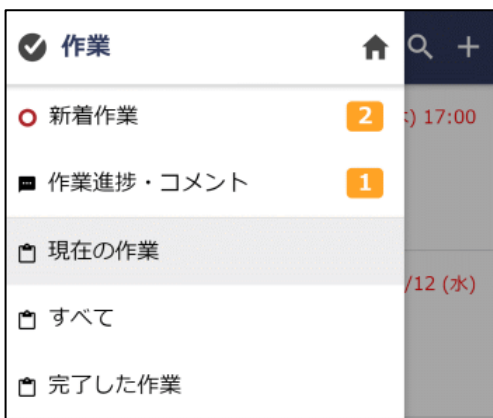 作業
新着作業 2
) 17:00
作業進捗・コメント 1
現在の作業
/12 (水)
すべて
完了した作業